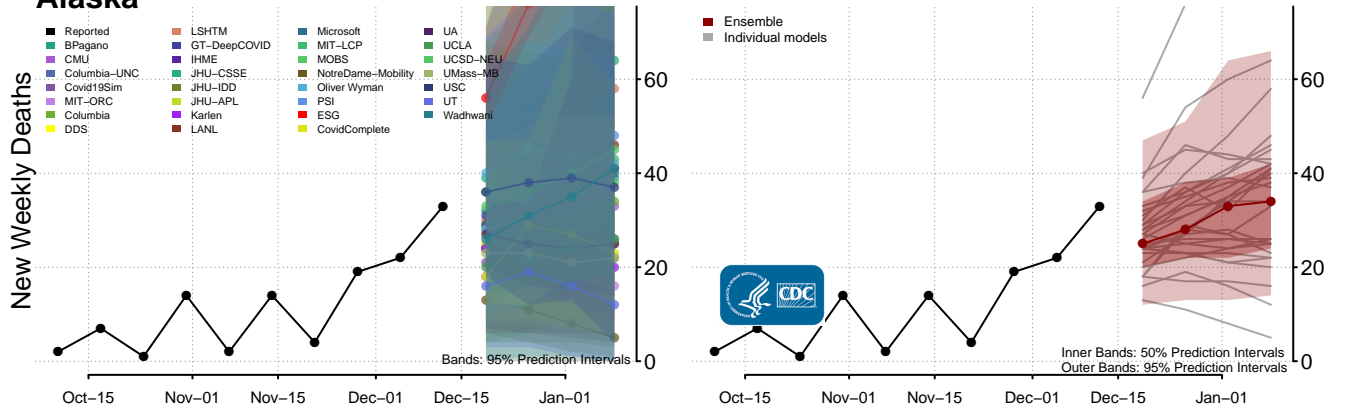 Alaska
New Weekly Deaths
Reported
BPagano
CMU
Columbia−UNC
Covid19Sim
MIT−ORC
Columbia
DDS
LSHTM
GT−DeepCOVID
IHME
JHU−CSSE
JHU−IDD
JHU−APL
Karlen
LANL
Microsoft
MIT−LCP
MOBS
NotreDame−Mobility
Oliver Wyman
PSI
ESG
CovidComplete
UA
UCLA
UCSD−NEU
UMass−MB
USC
UT
Wadhwani
60
40
20
0
Bands: 95% Prediction Intervals
Oct−15
Nov−01
Nov−15
Dec−01
Dec−15
Jan−01
Ensemble
Individual models
CDC
60
40
20
0
Inner Bands: 50% Prediction Intervals
Outer Bands: 95% Prediction Intervals
Oct−15
Nov−01
Nov−15
Dec−01
Dec−15
Jan−01